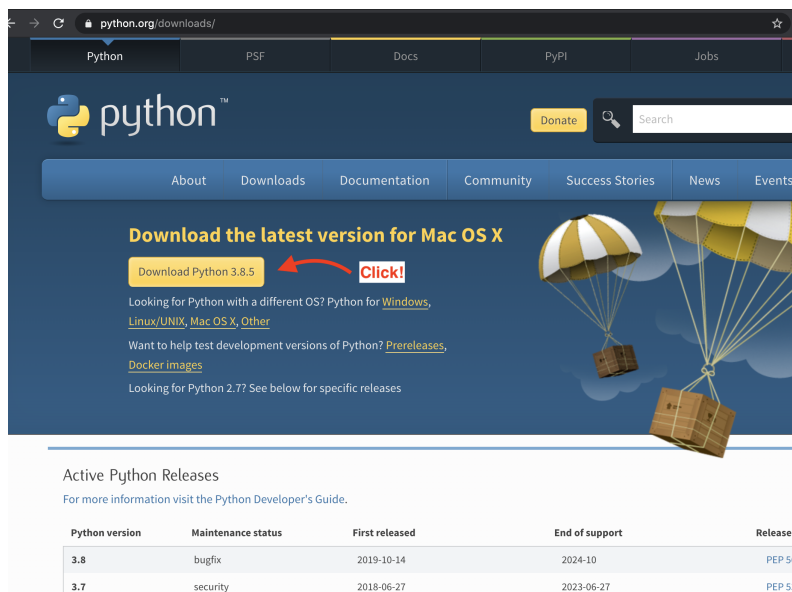 python.org/downloads/
Python PSF Docs PyPI Jobs
python™
Donate Search
About Downloads Documentation Community Success Stories News Events
Download the latest version for Mac OS X
Download Python 3.8.5 Click!
Looking for Python with a different OS? Python for Windows,
Linux/UNIX, Mac OS X, Other
Want to help test development versions of Python? Prereleases,
Docker images
Looking for Python 2.7? See below for specific releases
Active Python Releases
For more information visit the Python Developer's Guide.
Python version Maintenance status First released End of support Release
3.8 bugfix 2019-10-14 2024-10 PEP
3.7 security 2018-06-27 2023-06-27 PEP